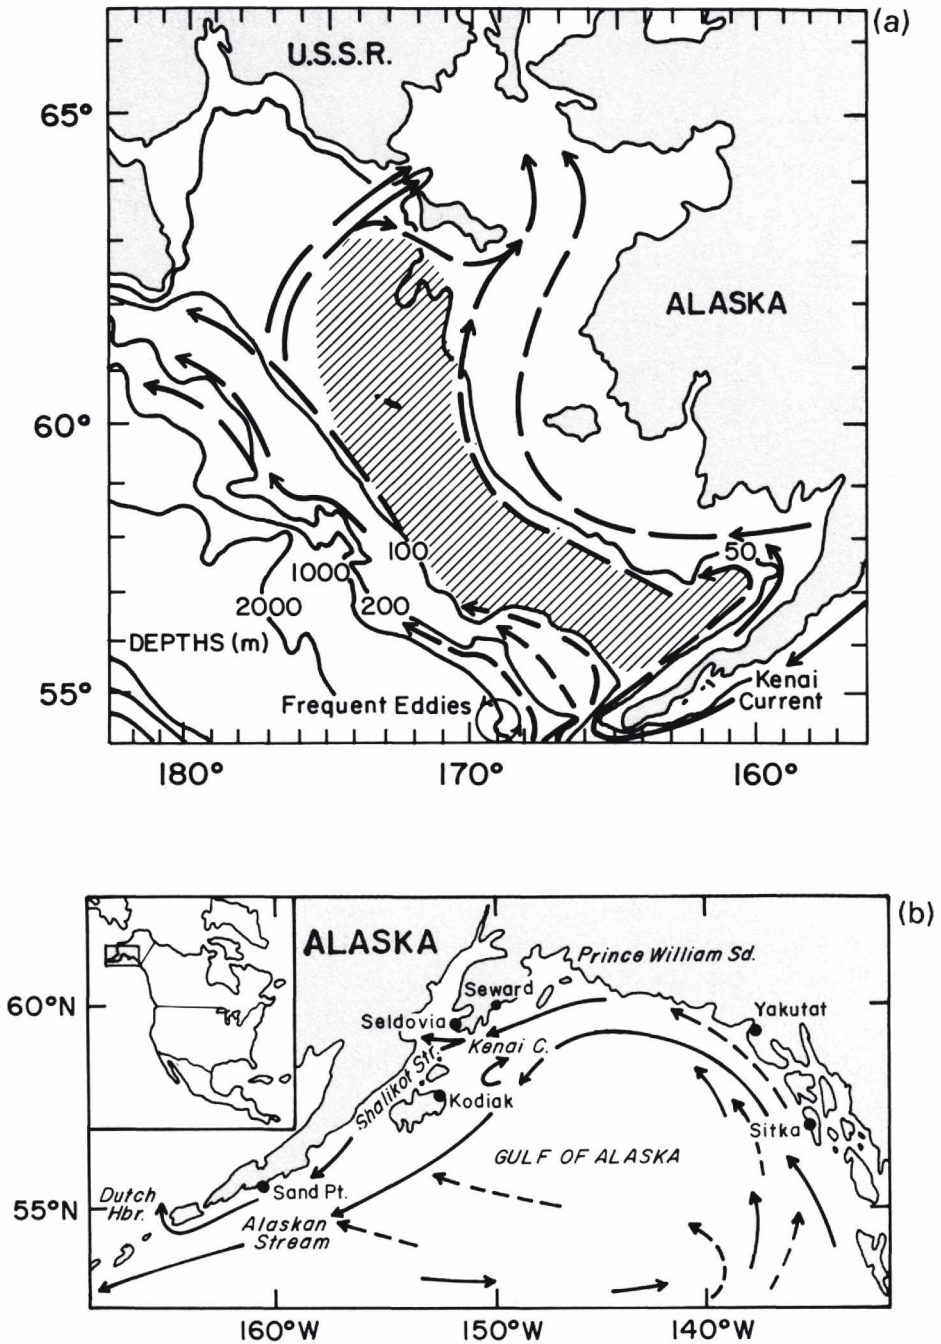 (a)
U.S.S.R.
65°
ALASKA
60°
100
50
1000
2000
200
DEPTHS (m)
55°
Frequent Eddies
Kenai
Current
180°
170°
160°
(b)
ALASKA
Prince William Sd.
60°N
Seward
Yakutat
Seldovia
Kenai C.
Shalikof Str.
Kodiak
Sitka
GULF OF ALASKA
Sand Pt.
Dutch
Hbr.
55°N
Alaskan
Stream
160°W
150°W
140°W